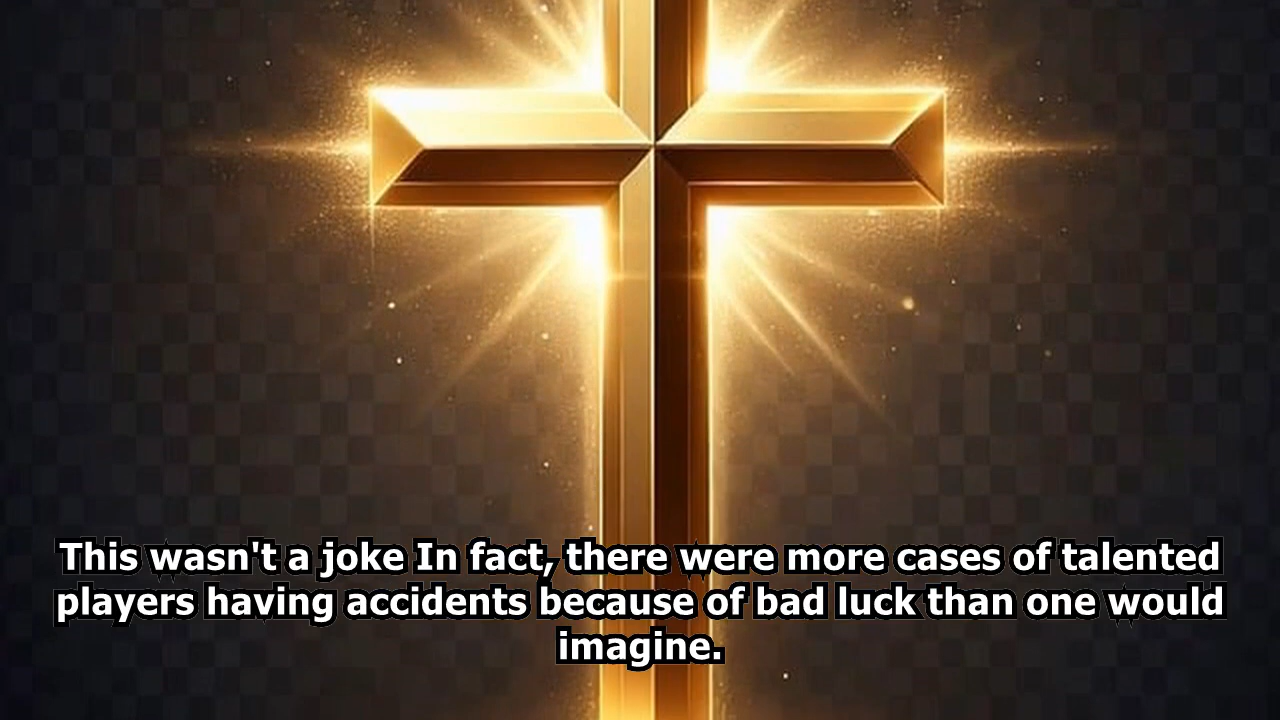 This wasn't a joke In fact, there were more cases of talented
players having accidents because of bad luck than one would
imagine.